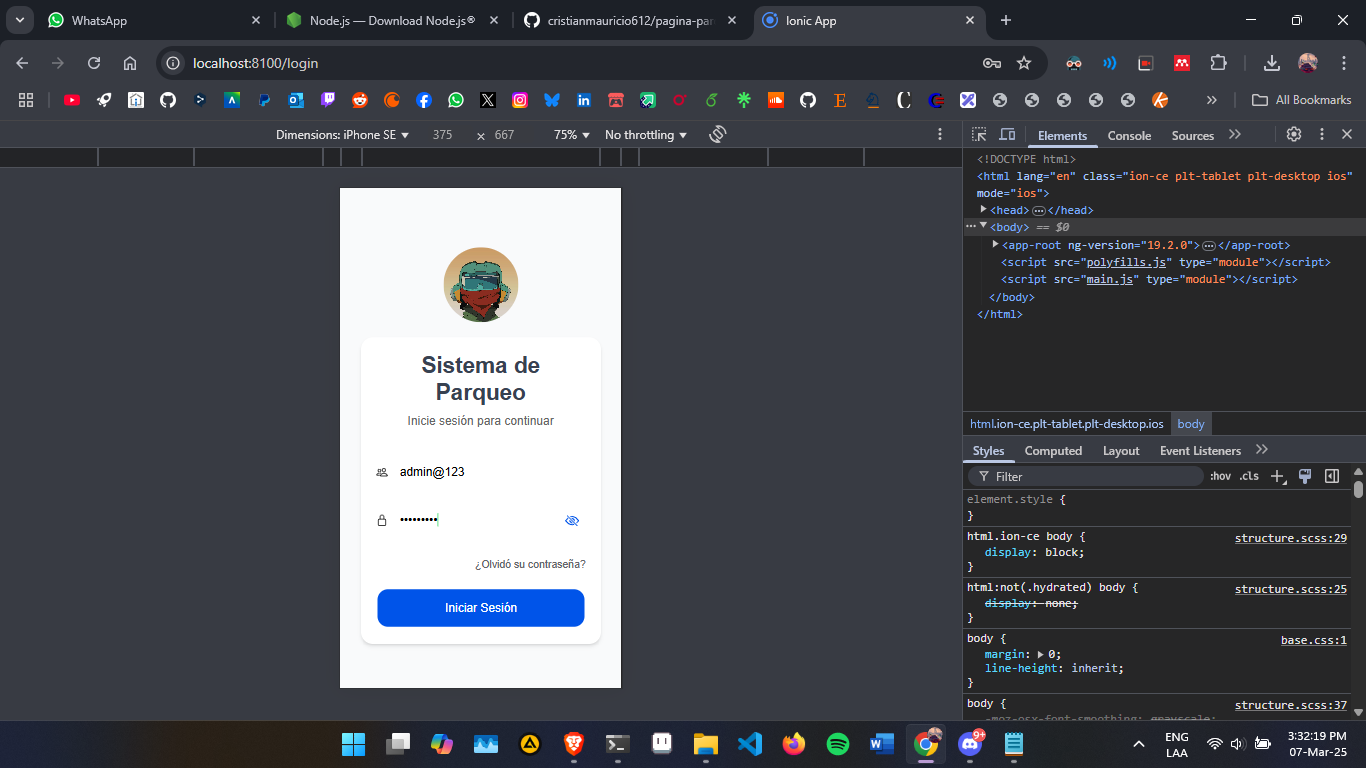 WhatsApp
Node.js — Download Node.js®
cristianmauricio612/pagina-par
Ionic App
localhost:8100/login
All Bookmarks
Dimensions: iPhone SE
375
×
667
75%
No throttling
Elements
Console
Sources
<!DOCTYPE html>
<html lang="en" class="ion-ce plt-tablet plt-desktop ios"
mode="ios">
<head>
</head>
<body> == $0
<app-root ng-version="19.2.0">
</app-root>
<script src="polyfills.js" type="module"></script>
<script src="main.js" type="module"></script>
</body>
</html>
Sistema de
Parqueo
Inicie sesión para continuar
admin@123
•••••••••
¿Olvidó su contraseña?
Iniciar Sesión
html.ion-ce.plt-tablet.plt-desktop.ios
body
Styles
Computed
Layout
Event Listeners
Filter
:hov
.cls
element.style {
}
html.ion-ce body {
structure.scss:29
display: block;
}
html:not(.hydrated) body {
structure.scss:25
display: none;
}
body {
base.css:1
margin: 0;
line-height: inherit;
}
body {
structure.scss:37
-moz-osx-font-smoothing: grayscale;
9+
ENG
LAA
3:32:19 PM
07-Mar-25